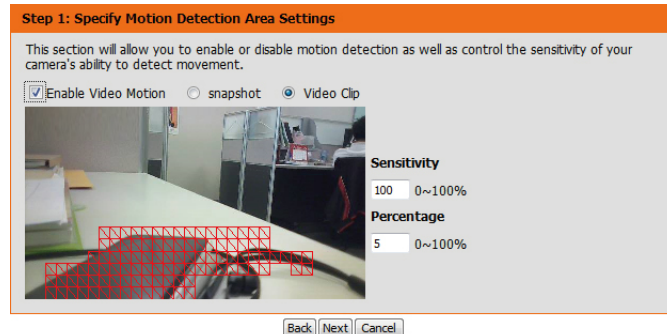 Step 1: Specify Motion Detection Area Settings
This section will allow you to enable or disable motion detection as well as control the sensitivity of your
camera's ability to detect movement.
Enable Video Motion snapshot Video Clip
Sensitivity
100 0~100%
Percentage
5 0~100%
Back Next Cancel